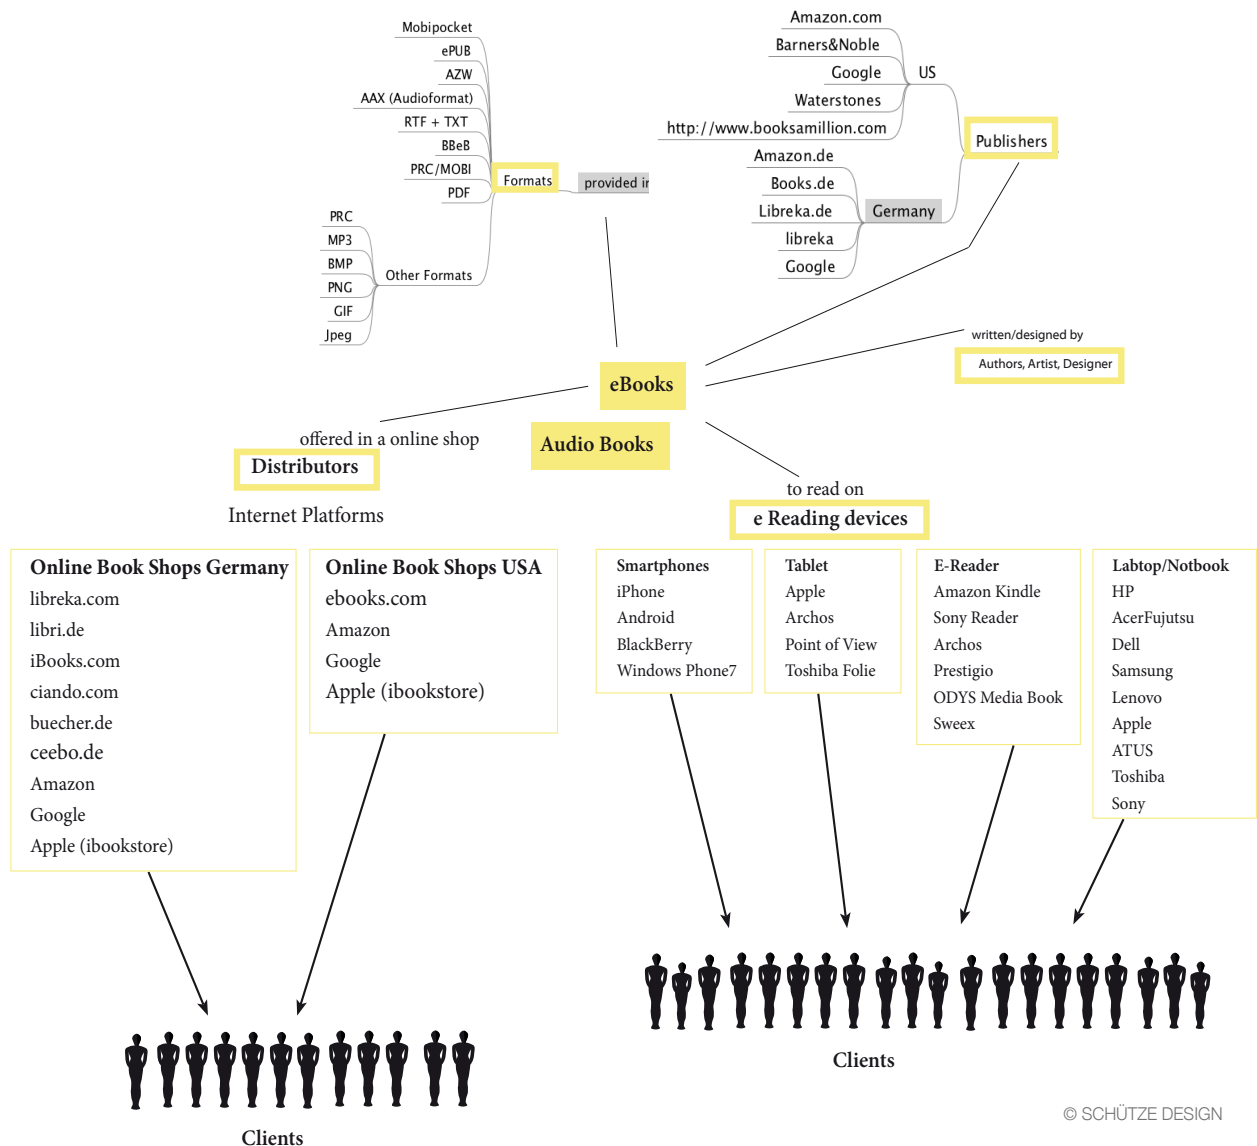 Mobipocket
ePUB
AZW
AAX (Audioformat)
RTF + TXT
BBeB
PRC/MOBI
PDF
Formats
provided in
PRC
MP3
BMP
PNG
GIF
Jpeg
Other Formats
Amazon.com
Barners&Noble
Google
Waterstones
http://www.booksamillion.com
US
Publishers
Amazon.de
Books.de
Libreka.de
libreka
Google
Germany
written/designed by
Authors, Artist, Designer
eBooks
Audio Books
offered in a online shop
Distributors
Internet Platforms
to read on
e Reading devices
Online Book Shops Germany
libreka.com
libri.de
iBooks.com
ciando.com
buecher.de
ceebo.de
Amazon
Google
Apple (ibookstore)
Online Book Shops USA
ebooks.com
Amazon
Google
Apple (ibookstore)
Smartphones
iPhone
Android
BlackBerry
Windows Phone7
Tablet
Apple
Archos
Point of View
Toshiba Folie
E-Reader
Amazon Kindle
Sony Reader
Archos
Prestigio
ODYS Media Book
Sweex
Labtop/Notbook
HP
AcerFujutsu
Dell
Samsung
Lenovo
Apple
ATUS
Toshiba
Sony
Clients
Clients
© SCHÜTZE DESIGN